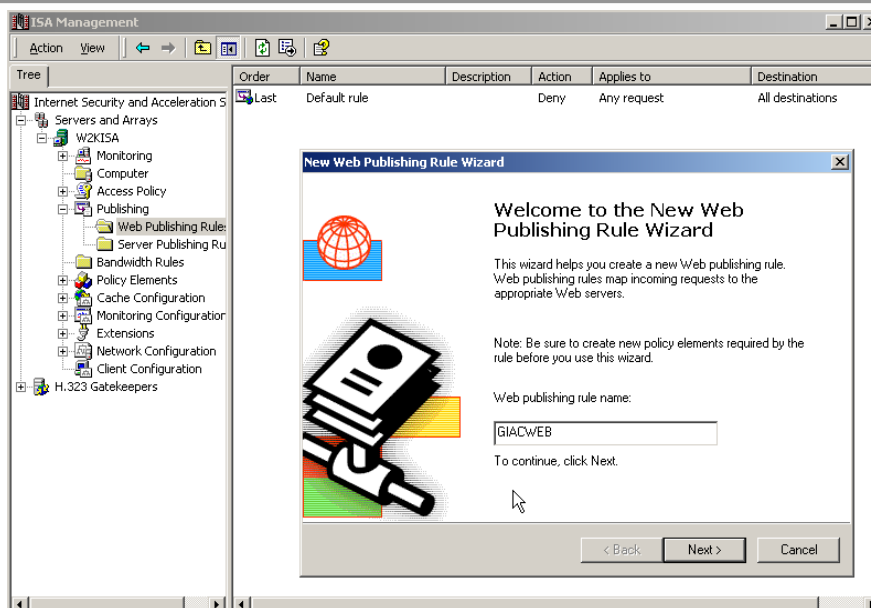 ISA Management
Action View
Tree
Order Name Description Action Applies to Destination
Internet Security and Acceleration S
Servers and Arrays
W2KISA
Monitoring
Computer
Access Policy
Publishing
Web Publishing Rule
Server Publishing Ru
Bandwidth Rules
Policy Elements
Cache Configuration
Monitoring Configuration
Extensions
Network Configuration
Client Configuration
H.323 Gatekeepers
Last Default rule Deny Any request All destinations
New Web Publishing Rule Wizard
Welcome to the New Web
Publishing Rule Wizard
This wizard helps you create a new Web publishing rule.
Web publishing rules map incoming requests to the
appropriate Web servers.
Note: Be sure to create new policy elements required by the
rule before you use this wizard.
Web publishing rule name:
GIACWEB
To continue, click Next.
< Back Next > Cancel